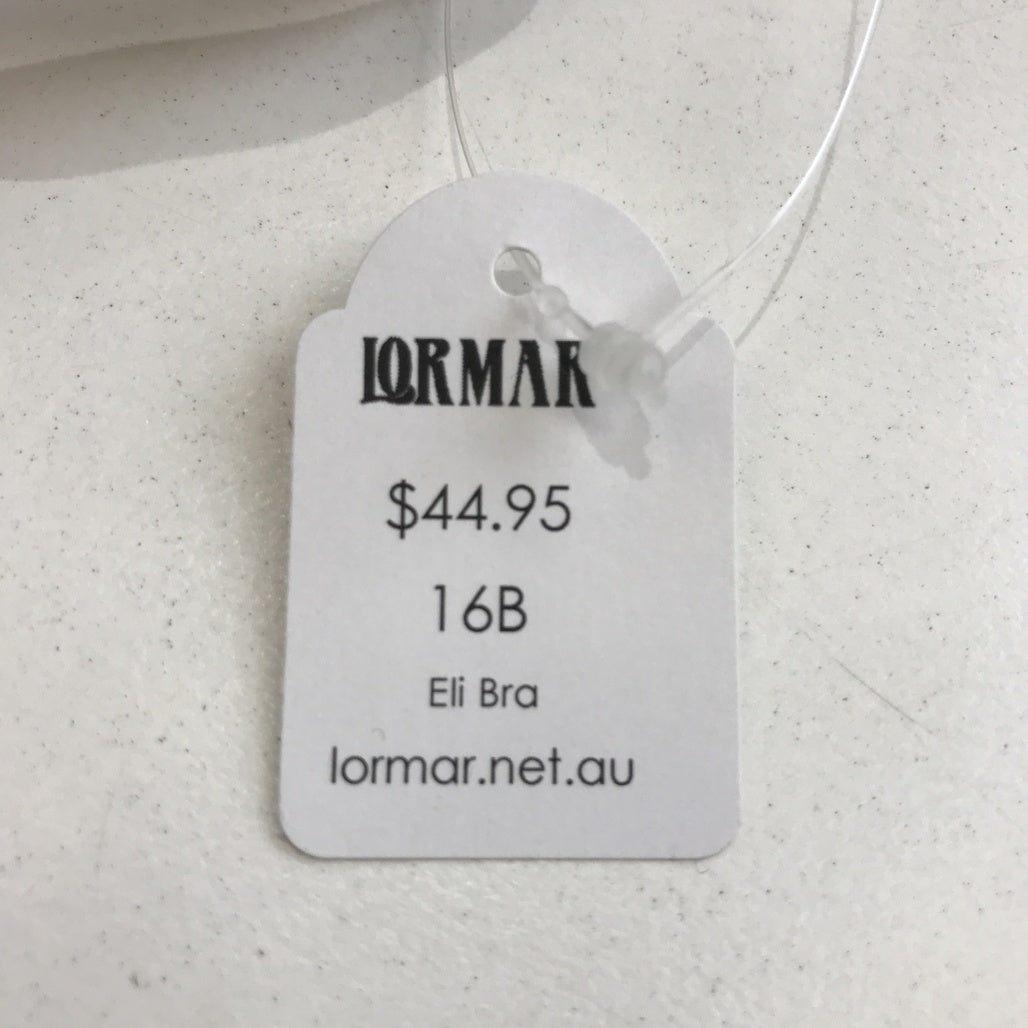 LORMAR
$44.95
16B
Eli Bra
lormar.net.au